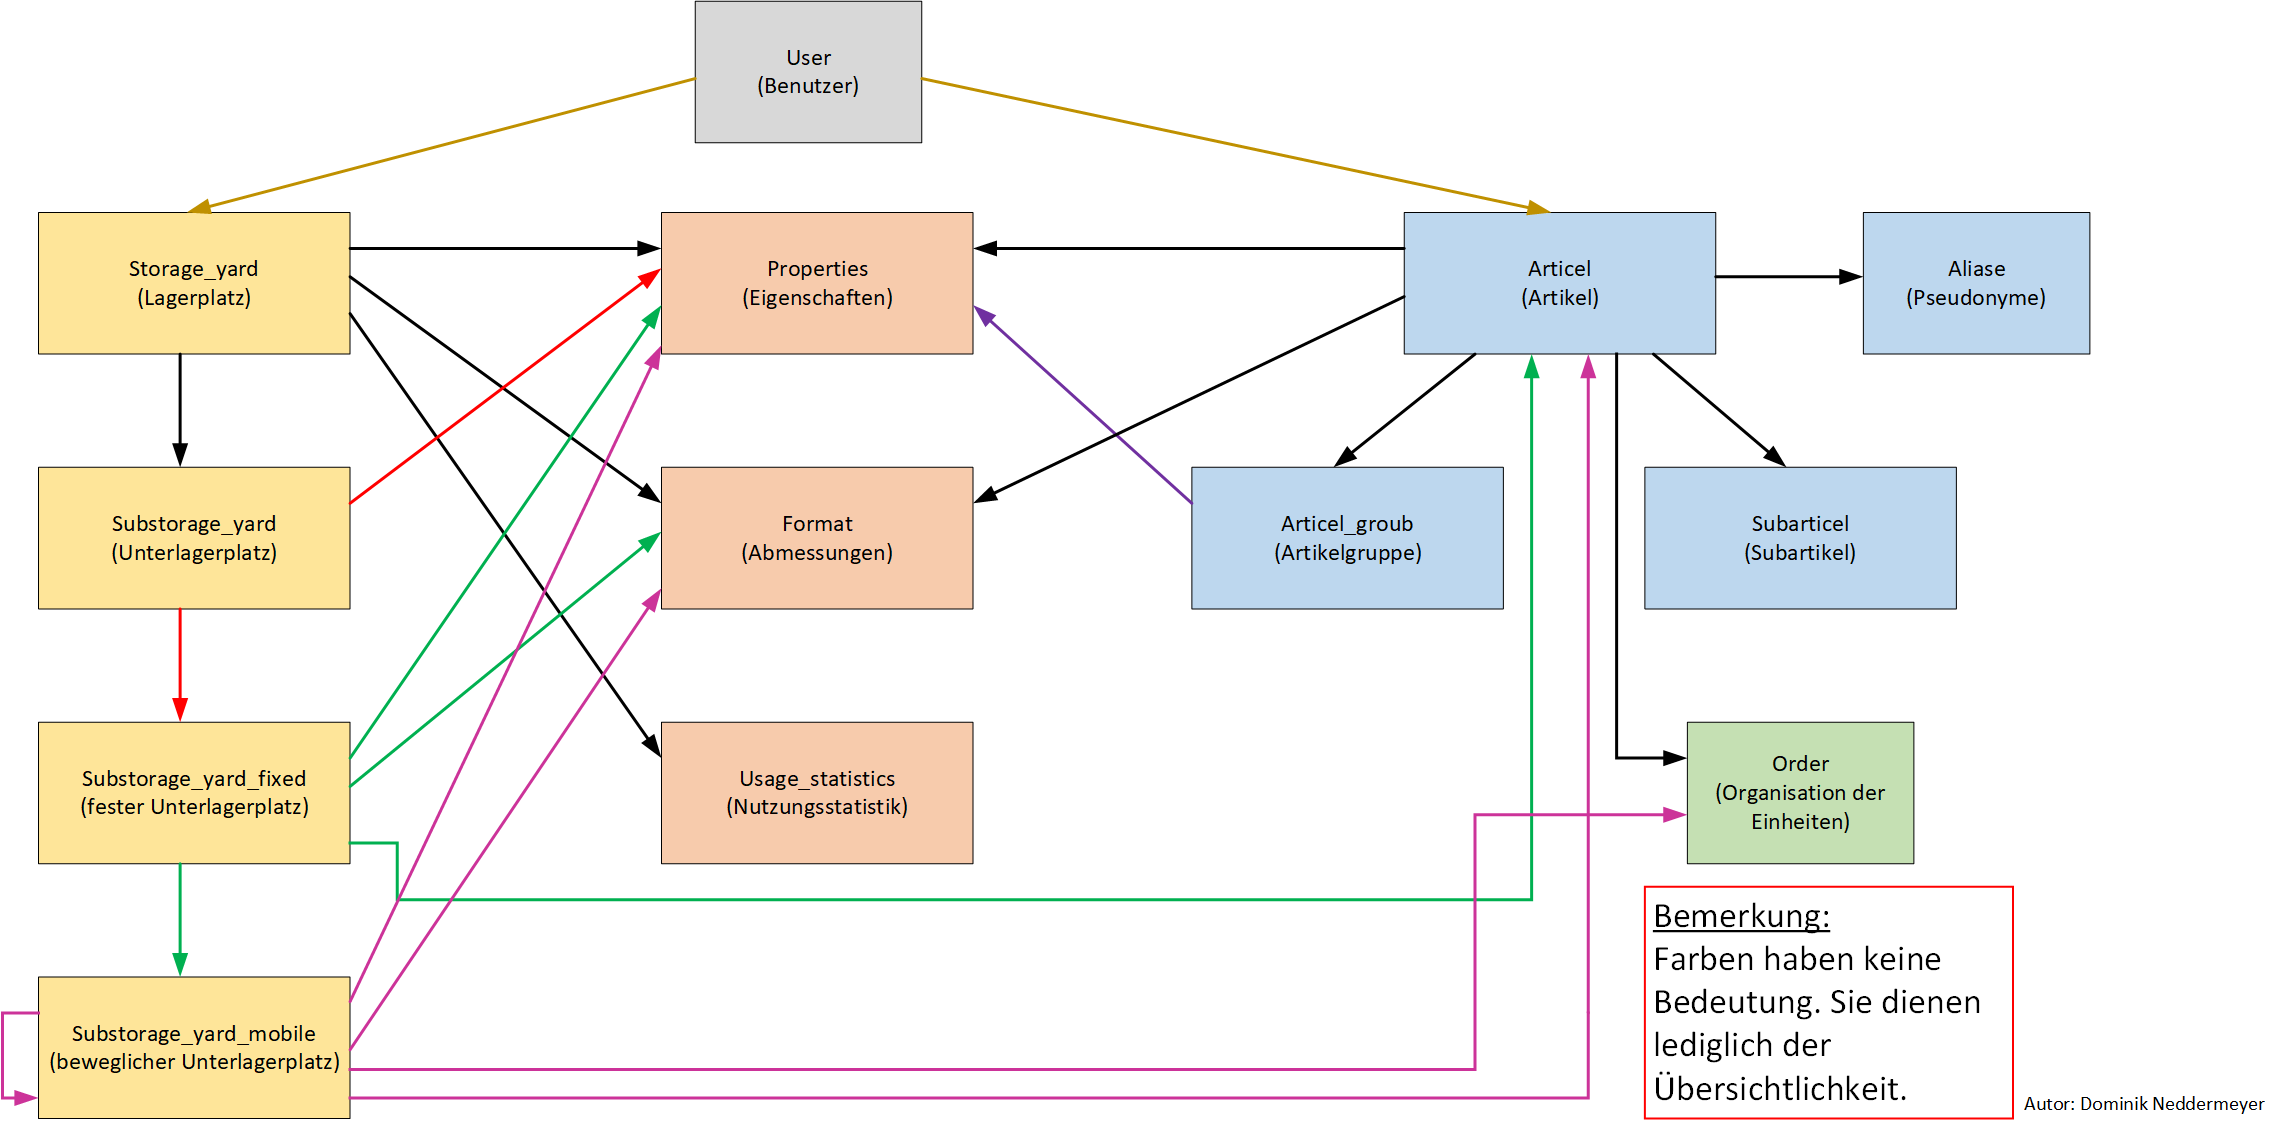 User
(Benutzer)
Storage_yard
(Lagerplatz)
Properties
(Eigenschaften)
Articel
(Artikel)
Aliase
(Pseudonyme)
Substorage_yard
(Unterlagerplatz)
Format
(Abmessungen)
Articel_groub
(Artikelgruppe)
Subarticel
(Subartikel)
Substorage_yard_fixed
(fester Unterlagerplatz)
Usage_statistics
(Nutzungsstatistik)
Order
(Organisation der
Einheiten)
Substorage_yard_mobile
(beweglicher Unterlagerplatz)
Bemerkung:
Farben haben keine
Bedeutung. Sie dienen
lediglich der
Übersichtlichkeit.
Autor: Dominik Neddermeyer